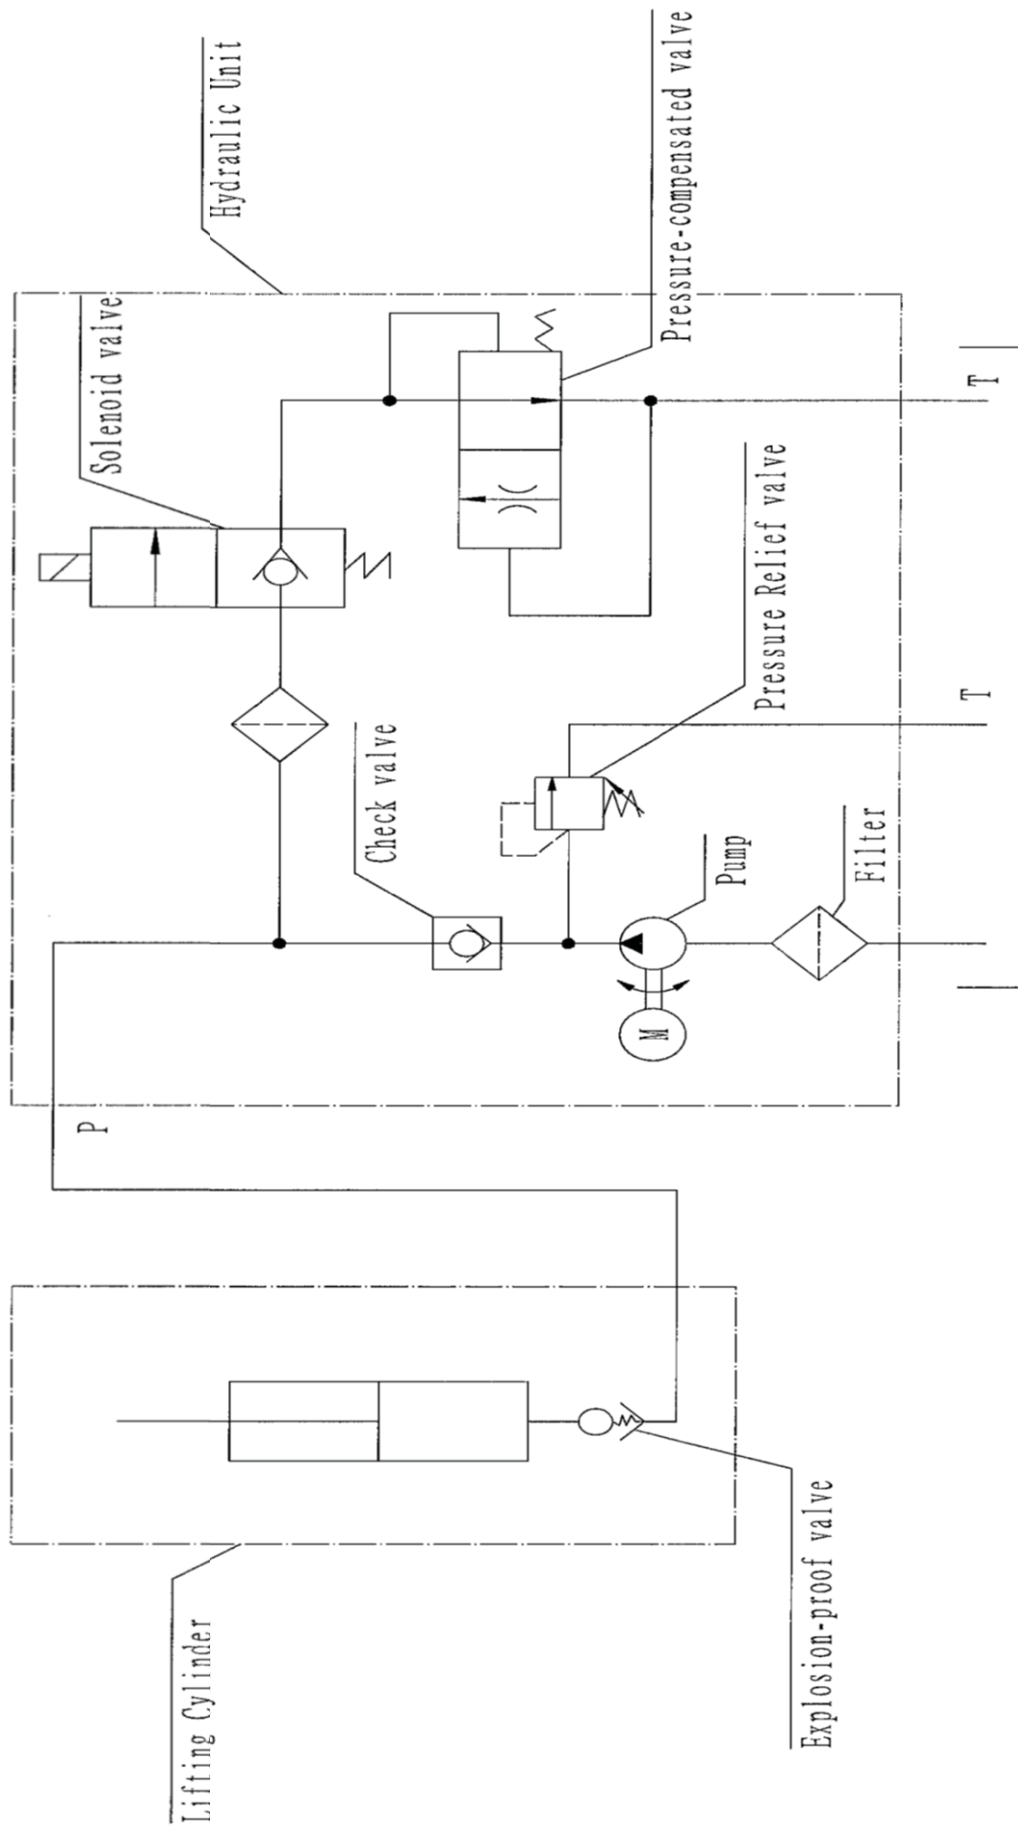 Lifting Cylinder
Explosion-proof valve
P
Hydraulic Unit
Solenoid valve
Check valve
Pressure-compensated valve
Pressure Relief valve
Pump
Filter
M
T
T